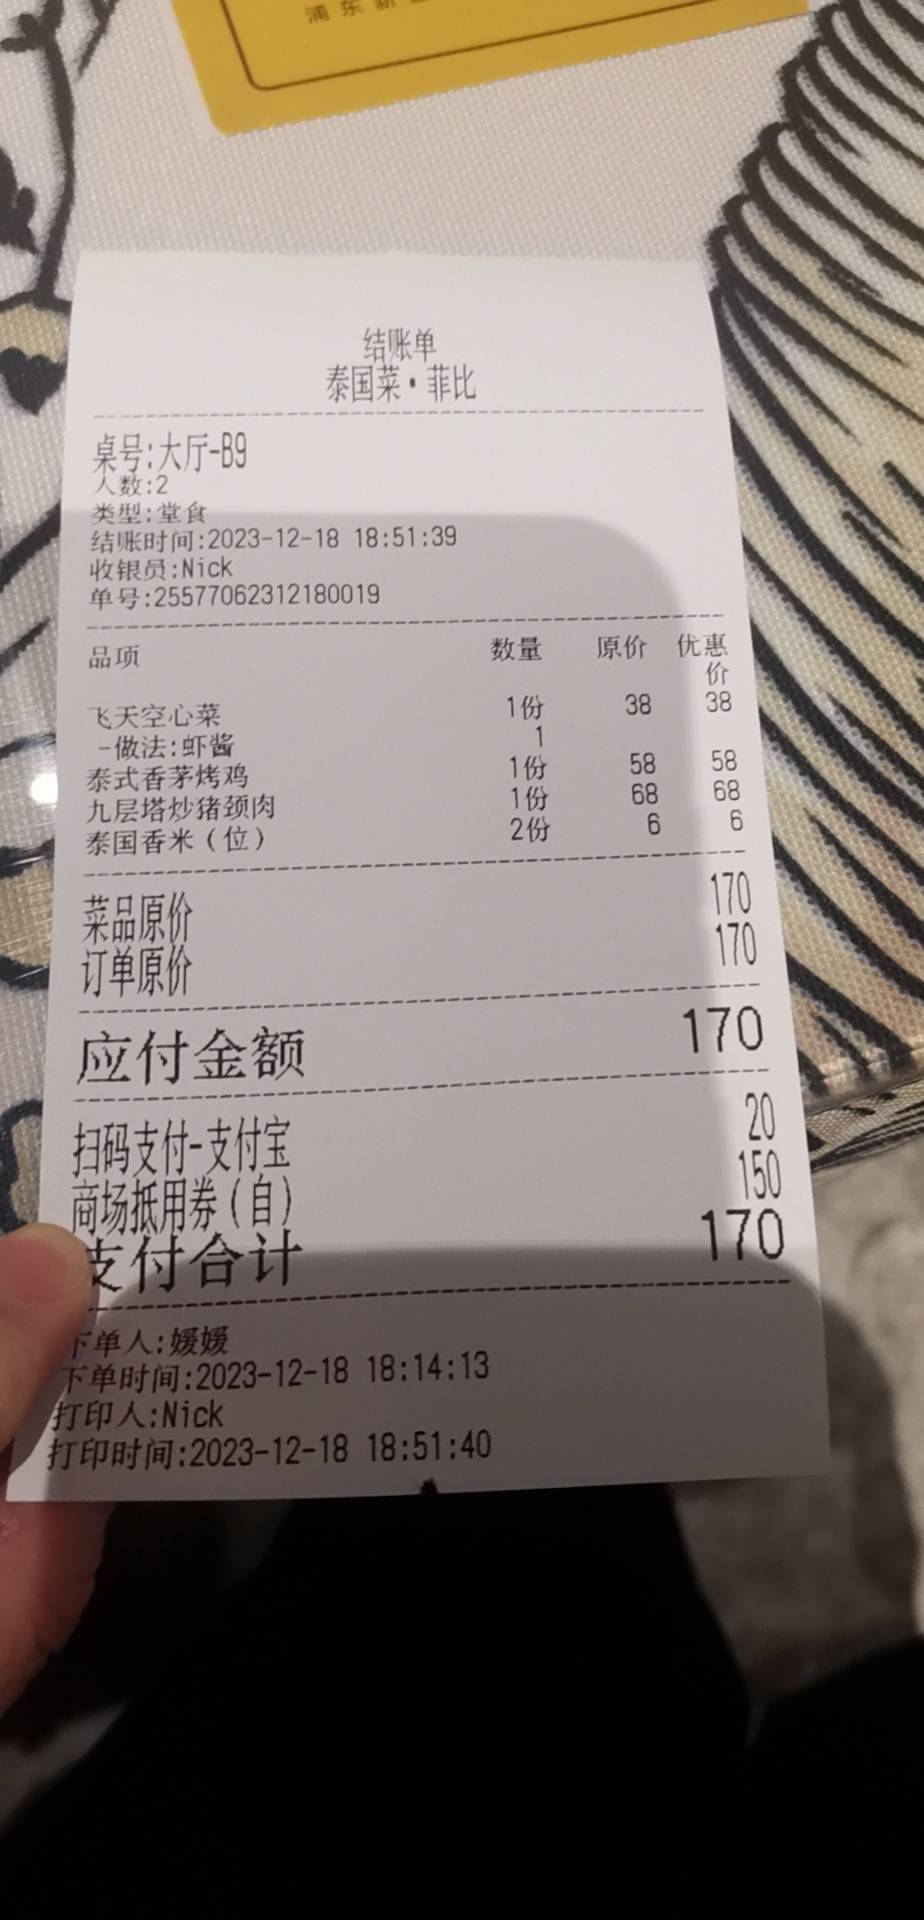 浦东新
结账单
泰国菜·菲比
桌号:大厅-B9
人数:2
类型:堂食
结账时间:2023-12-18 18:51:39
收银员:Nick
单号:25577062312180019
品项 数量 原价 优惠价
飞天空心菜 1份 38 38
-做法:虾酱 1
泰式香茅烤鸡 1份 58 58
九层塔炒猪颈肉 1份 68 68
泰国香米(位) 2份 6 6
菜品原价 170
订单原价 170
应付金额 170
扫码支付-支付宝 20
商场抵用券(自) 150
支付合计 170
下单人:媛媛
下单时间:2023-12-18 18:14:13
打印人:Nick
打印时间:2023-12-18 18:51:40